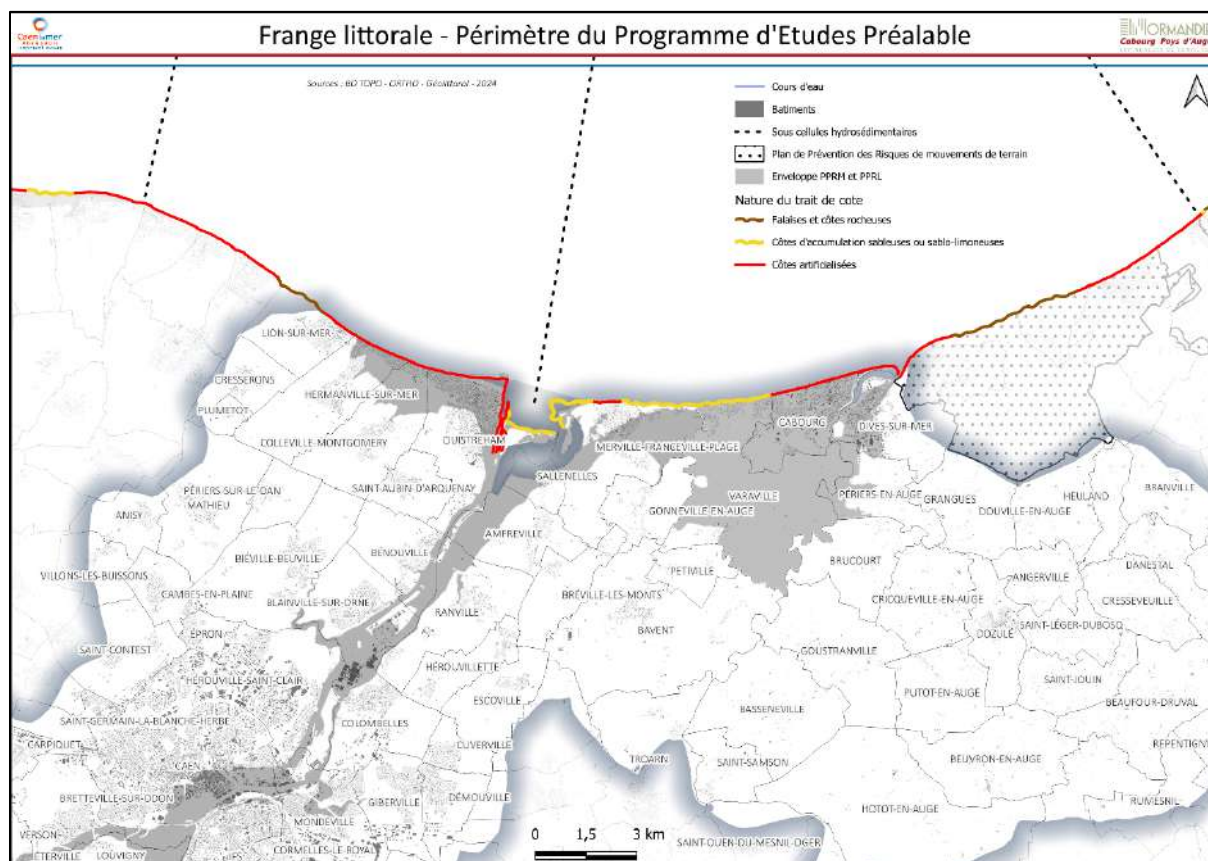 Caen la mer
NORMANDIE
Cabourg Pays d'Auge
Frange littorale - Périmètre du Programme d'Etudes Préalable
Sources : BD TOPO - ORTHO - Géolittoral - 2024
Cours d'eau
Batiments
Sous cellules hydrosédimentaires
Plan de Prévention des Risques de mouvements de terrain
Enveloppe PPRM et PPRL
Nature du trait de cote
Falaises et côtes rocheuses
Côtes d'accumulation sableuses ou sablo-limoneuses
Côtes artificialisées
LION-SUR-MER
CRESSERONS
HERMANVILLE-SUR-MER
PLUMETOT
COLLEVILLE-MONTGOMERY
OUISTREHAM
MERVILLE-FRANCEVILLE-PLAGE
CABOURG
DIVES-SUR-MER
SALLENELLES
SAINT-AUBIN-D'ARQUENAY
PÉRIERS-SUR-LE-DAN
MATHIEU
ANISY
VARAVILLE
PÉRIERS-EN-AUGE
GRANGUES
HEULAND
BRANVILLE
GONNEVILLE-EN-AUGE
DOUVILLE-EN-AUGE
AMFREVILLE
BÉNOUVILLE
BIÉVILLE-BEUVILLE
BRUCOURT
DANESTAL
VILLONS-LES-BUISSONS
PETIVILLE
ANGERVILLE
CAMBES-EN-PLAINE
BLAINVILLE-SUR-ORNE
BRÉVILLE-LES-MONTS
CRICQUEVILLE-EN-AUGE
CRESSEVEUILLE
RANVILLE
SAINT-LÉGER-DUBOSQ
BAVENT
DOZULÉ
ÉPRON
SAINT-CONTEST
GOUSTRANVILLE
HÉROUVILLETTE
HÉROUVILLE-SAINT-CLAIR
SAINT-JOUIN
PUTOT-EN-AUGE
ESCOVILLE
BEAUFOUR-DRUVAL
BASSENEVILLE
SAINT-GERMAIN-LA-BLANCHE-HERBE
COLOMBELLES
CARPIQUET
CUVERVILLE
REPENTIGNY
BEUVRON-EN-AUGE
CAEN
TROARN
SAINT-SAMSON
BRETTEVILLE-SUR-ODON
GIBERVILLE
DÉMOUVILLE
RUMESNIL
HOTOT-EN-AUGE
MONDEVILLE
VERSON
0 1,5 3 km
SAINT-OUEN-DU-MESNIL-OGER
ÉTERVILLE
LOUVIGNY
IFS
CORMELLES-LE-ROYAL